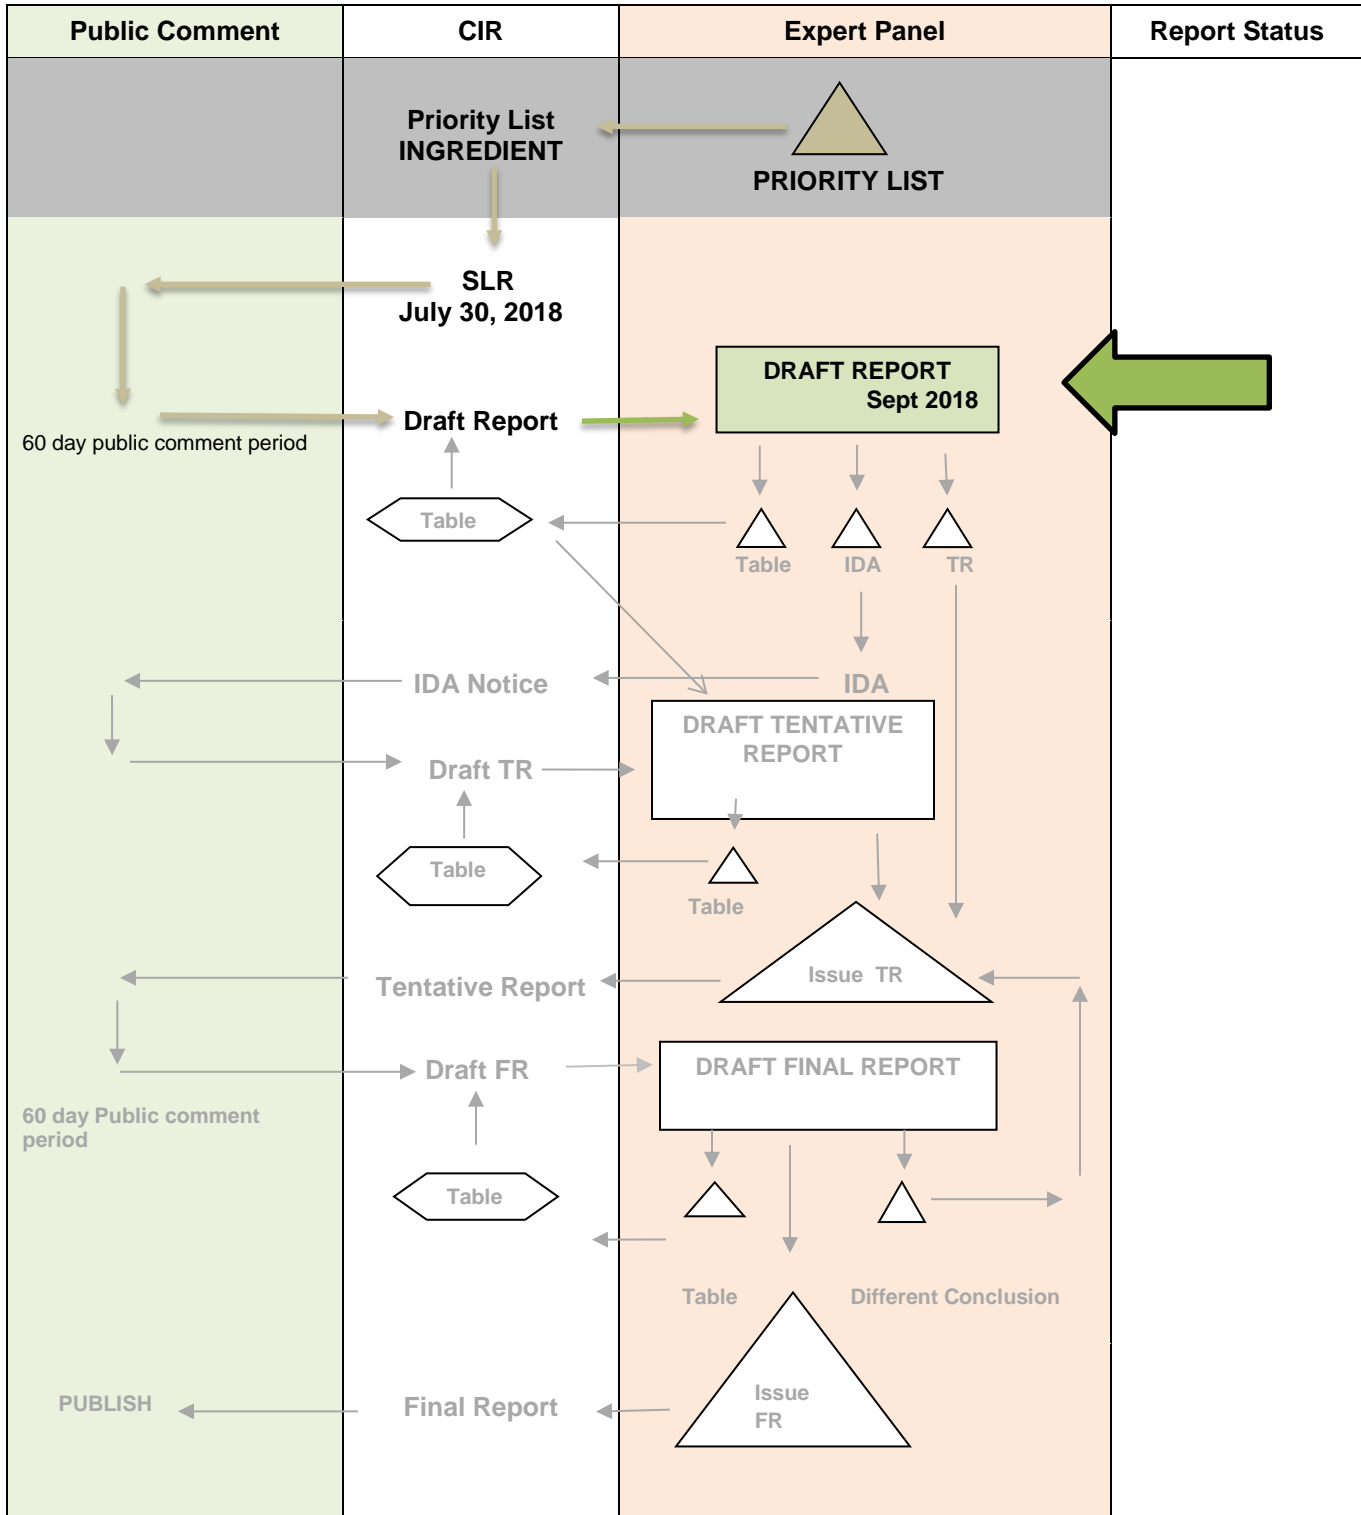 Public Comment
CIR
Expert Panel
Report Status
Priority List
INGREDIENT
PRIORITY LIST
SLR
July 30, 2018
DRAFT REPORT
Sept 2018
60 day public comment period
Draft Report
Table
Table
IDA
TR
IDA Notice
IDA
DRAFT TENTATIVE
REPORT
Draft TR
Table
Table
Tentative Report
Issue TR
Draft FR
DRAFT FINAL REPORT
60 day Public comment
period
Table
Table
Different Conclusion
PUBLISH
Final Report
Issue
FR